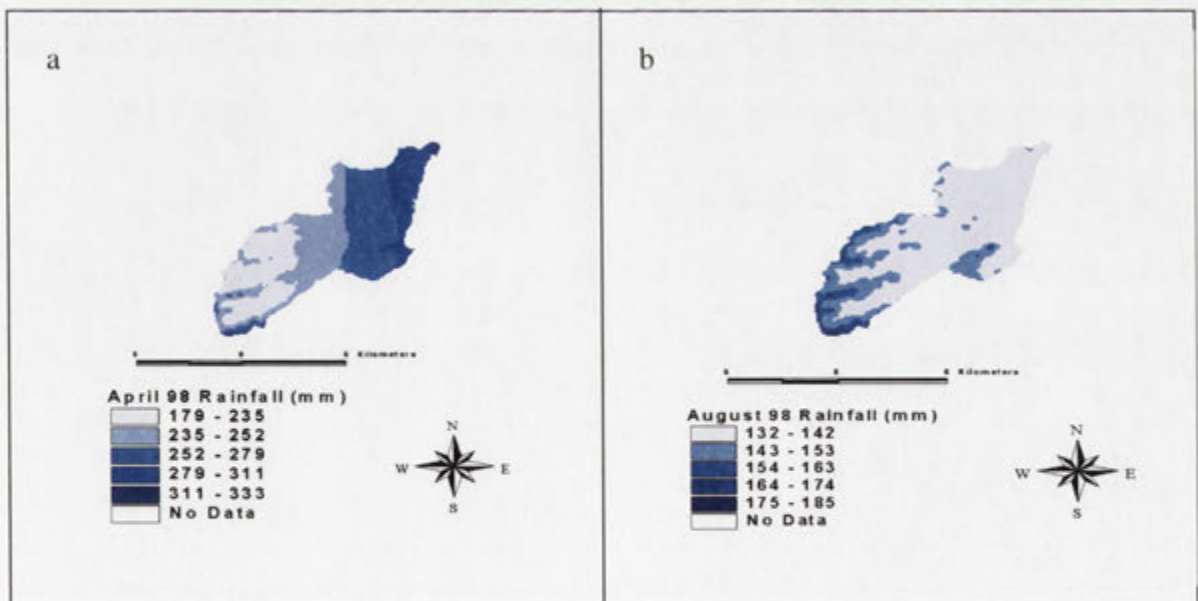 a
Kilometers
April 98 Rainfall (mm)
179 - 235
235 - 252
252 - 279
279 - 311
311 - 333
No Data
N
W E
S
b
Kilometers
August 98 Rainfall (mm)
132 - 142
143 - 153
154 - 163
164 - 174
175 - 185
No Data
N
W E
S